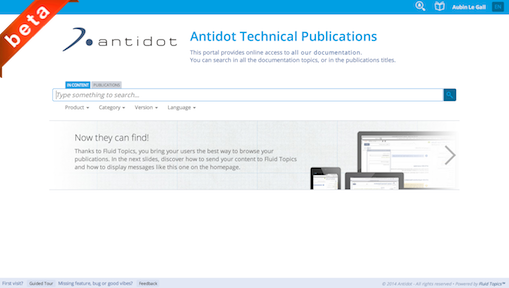 beta
Aubin Le Gall
EN
antidot
Antidot Technical Publications
This portal provides online access to all our documentation.
You can search in all the documentation topics, or in the publications titles.
IN CONTENT PUBLICATIONS
Type something to search...
Product Category Version Language
Now they can find!
Thanks to Fluid Topics, you bring your users the best way to browse your
publications. In the next slides, discover how to send your content to Fluid Topics
and how to display messages like this one on the homepage.
First visit? Guided Tour Missing feature, bug or good vibes? Feedback
© 2014 Antidot - All rights reserved - Powered by Fluid Topics™